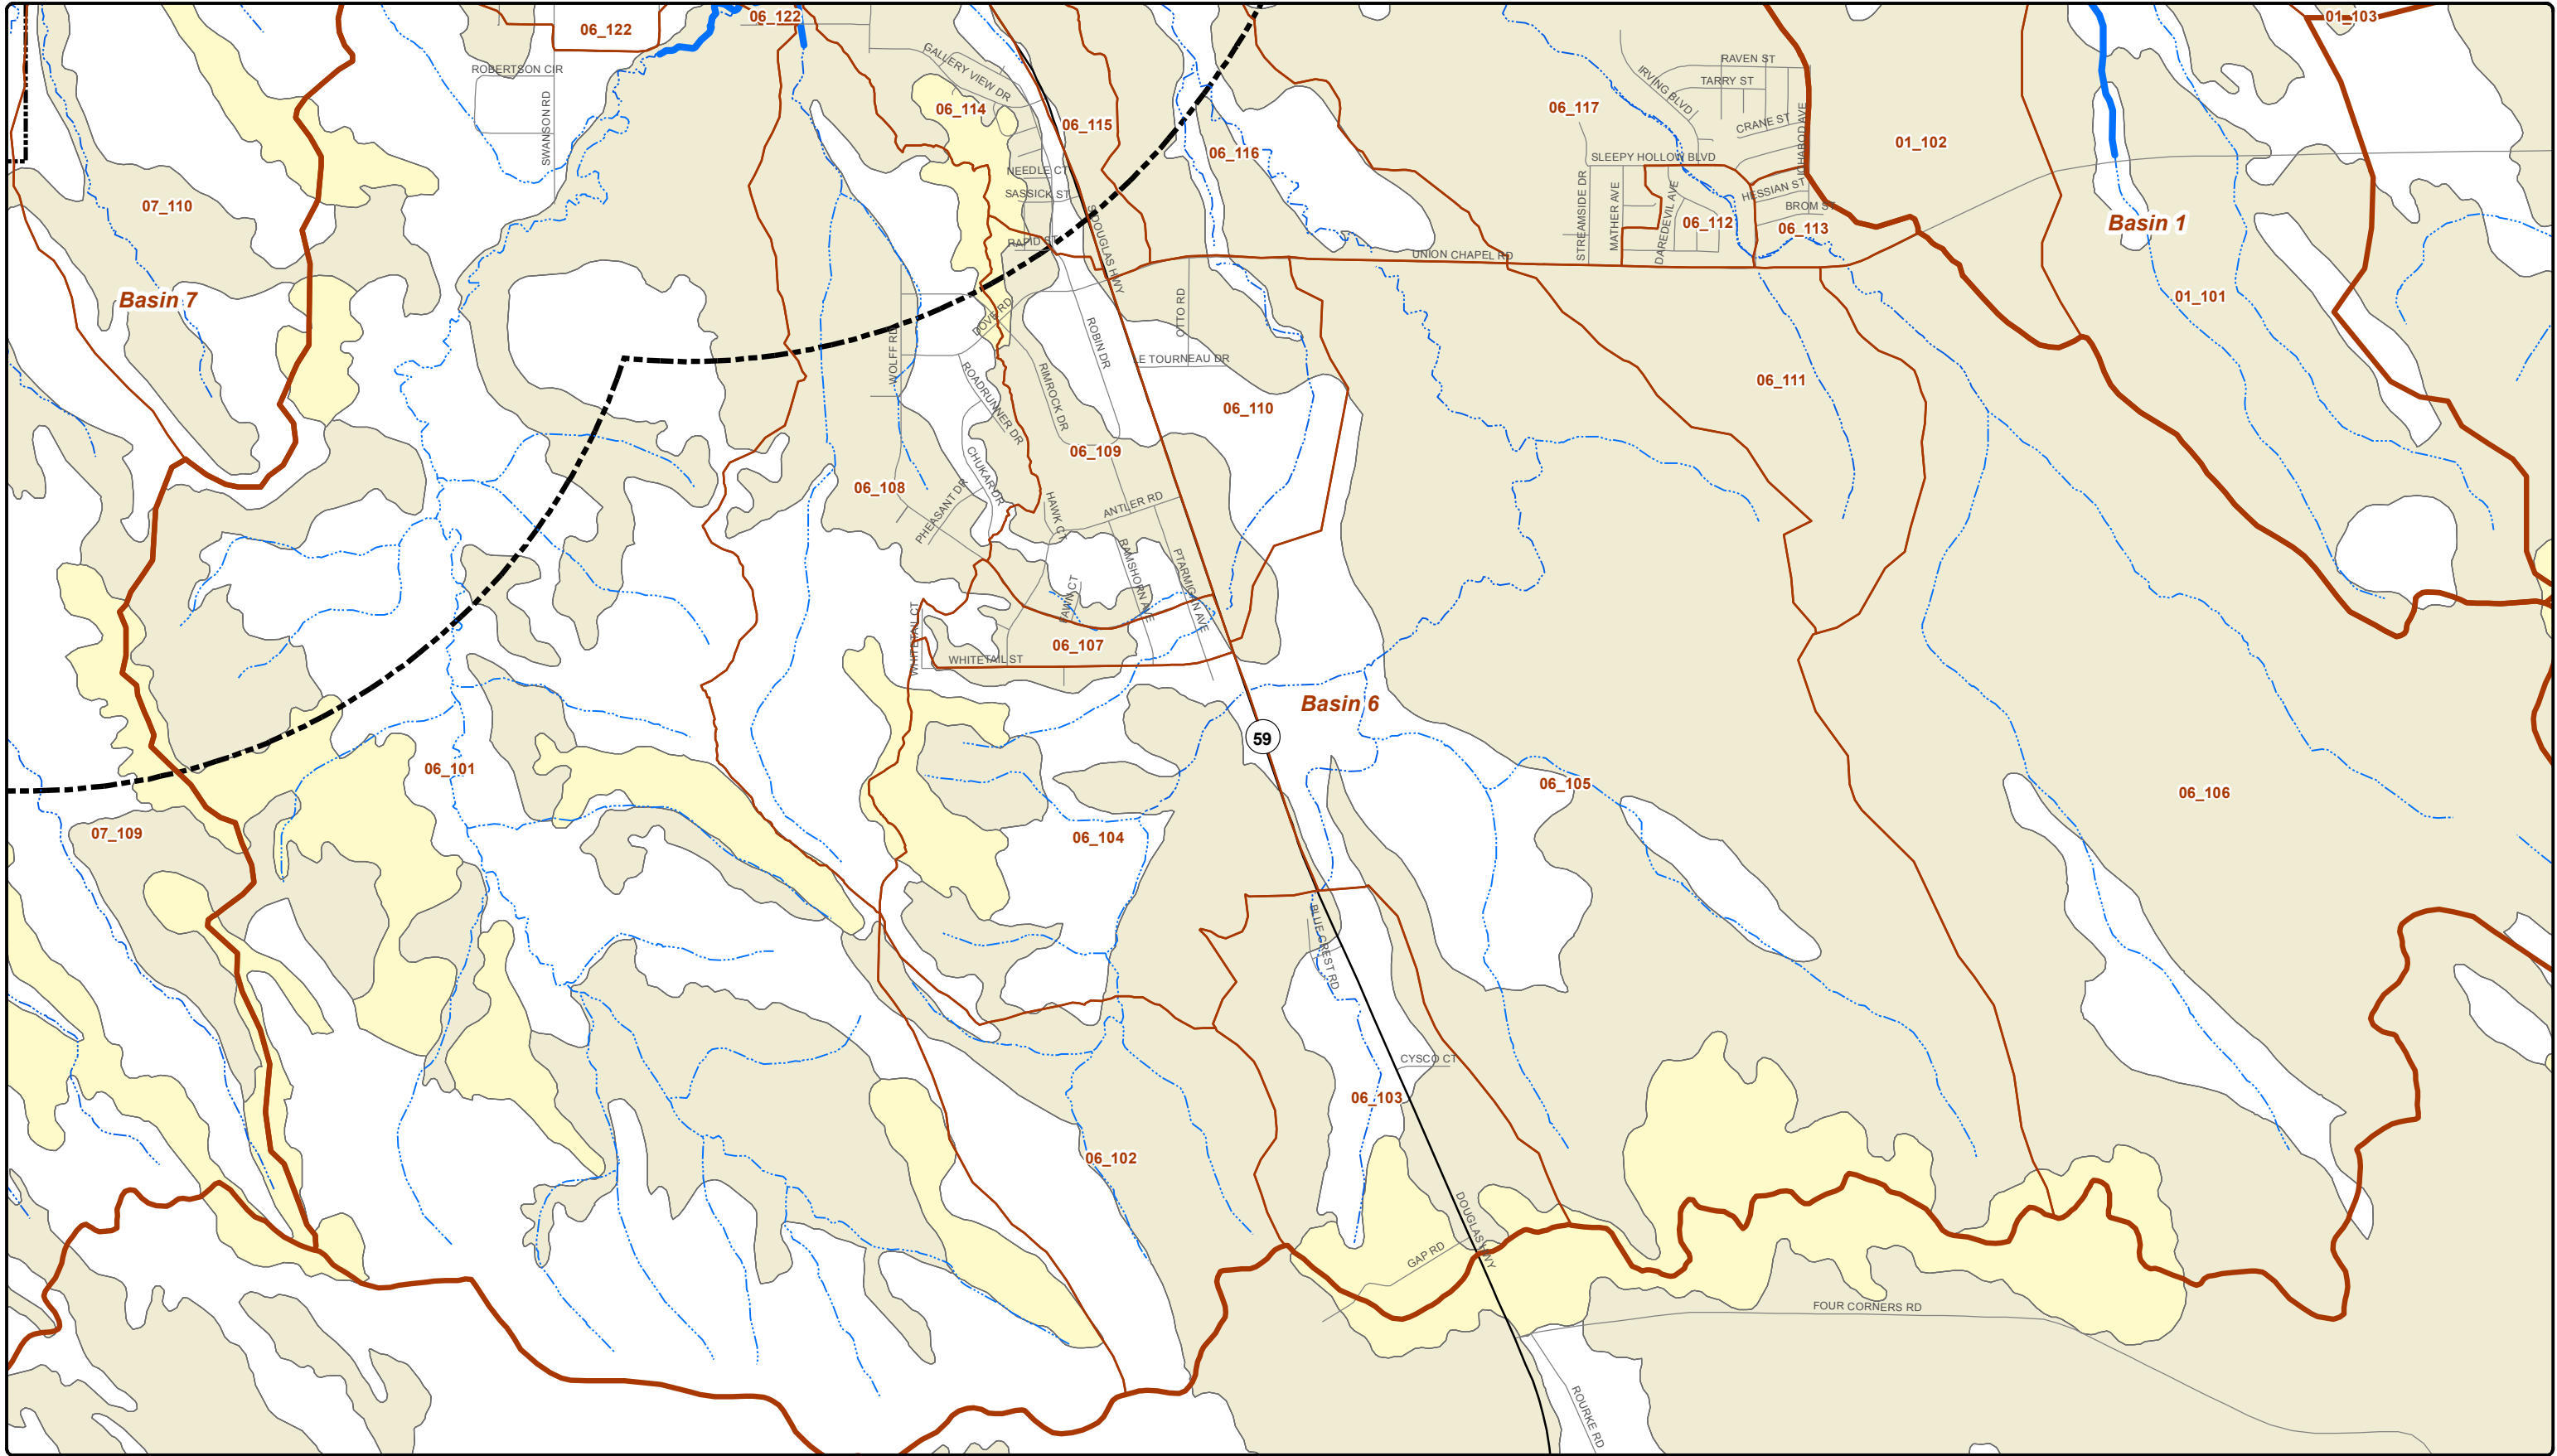 06_122
06_122
01_103
ROBERTSON CIR
SWANSON RD
GALLERY VIEW DR
06_114
06_115
06_116
06_117
IRVING BLVD
RAVEN ST
TARRY ST
CRANE ST
ICHABOD AVE
01_102
SLEEPY HOLLOW BLVD
HESSIAN ST
BROM ST
NEEDLE CT
SASSICK ST
RAPID ST
S DOUGLAS HWY
07_110
Basin 7
STREAMSIDE DR
MATHER AVE
DAREDEVIL AVE
06_112
06_113
UNION CHAPEL RD
Basin 1
01_101
DOVE RD
WOLFF RD
ROBIN DR
OTTO RD
LE TOURNEAU DR
ROADRUNNER DR
RIMROCK DR
06_111
06_110
06_109
06_108
CHUKAR DR
PHEASANT DR
HAWK CT
ANTLER RD
RAMSHORN AVE
PTARMIGAN AVE
FAWN CT
WHITETAIL CT
06_107
WHITETAIL ST
Basin 6
59
06_101
06_105
06_106
07_109
06_104
BLUE CREST RD
CYSCO CT
06_103
06_102
DOUGLAS HWY
GAP RD
FOUR CORNERS RD
ROURKE RD